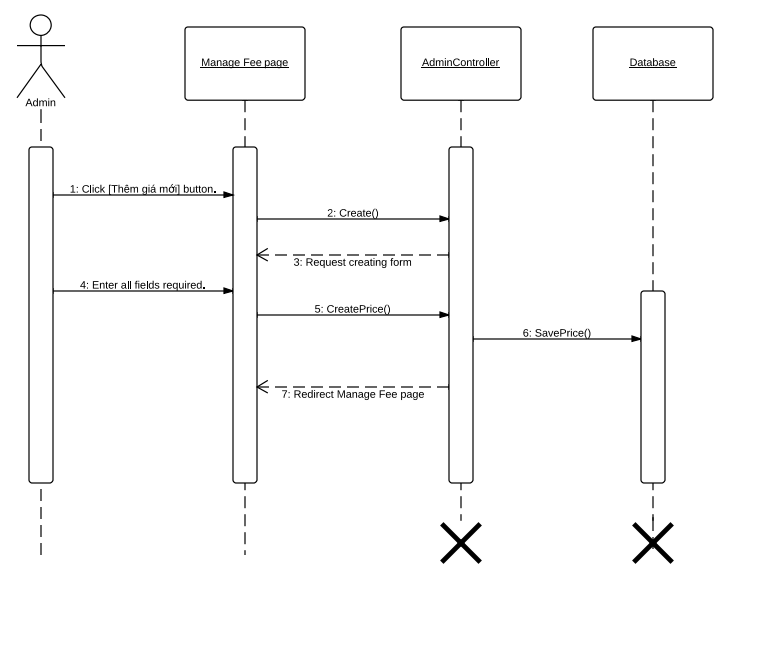 Admin
Manage Fee page
AdminController
Database
1: Click [Thêm giá mới] button.
2: Create()
3: Request creating form
4: Enter all fields required.
5: CreatePrice()
6: SavePrice()
7: Redirect Manage Fee page